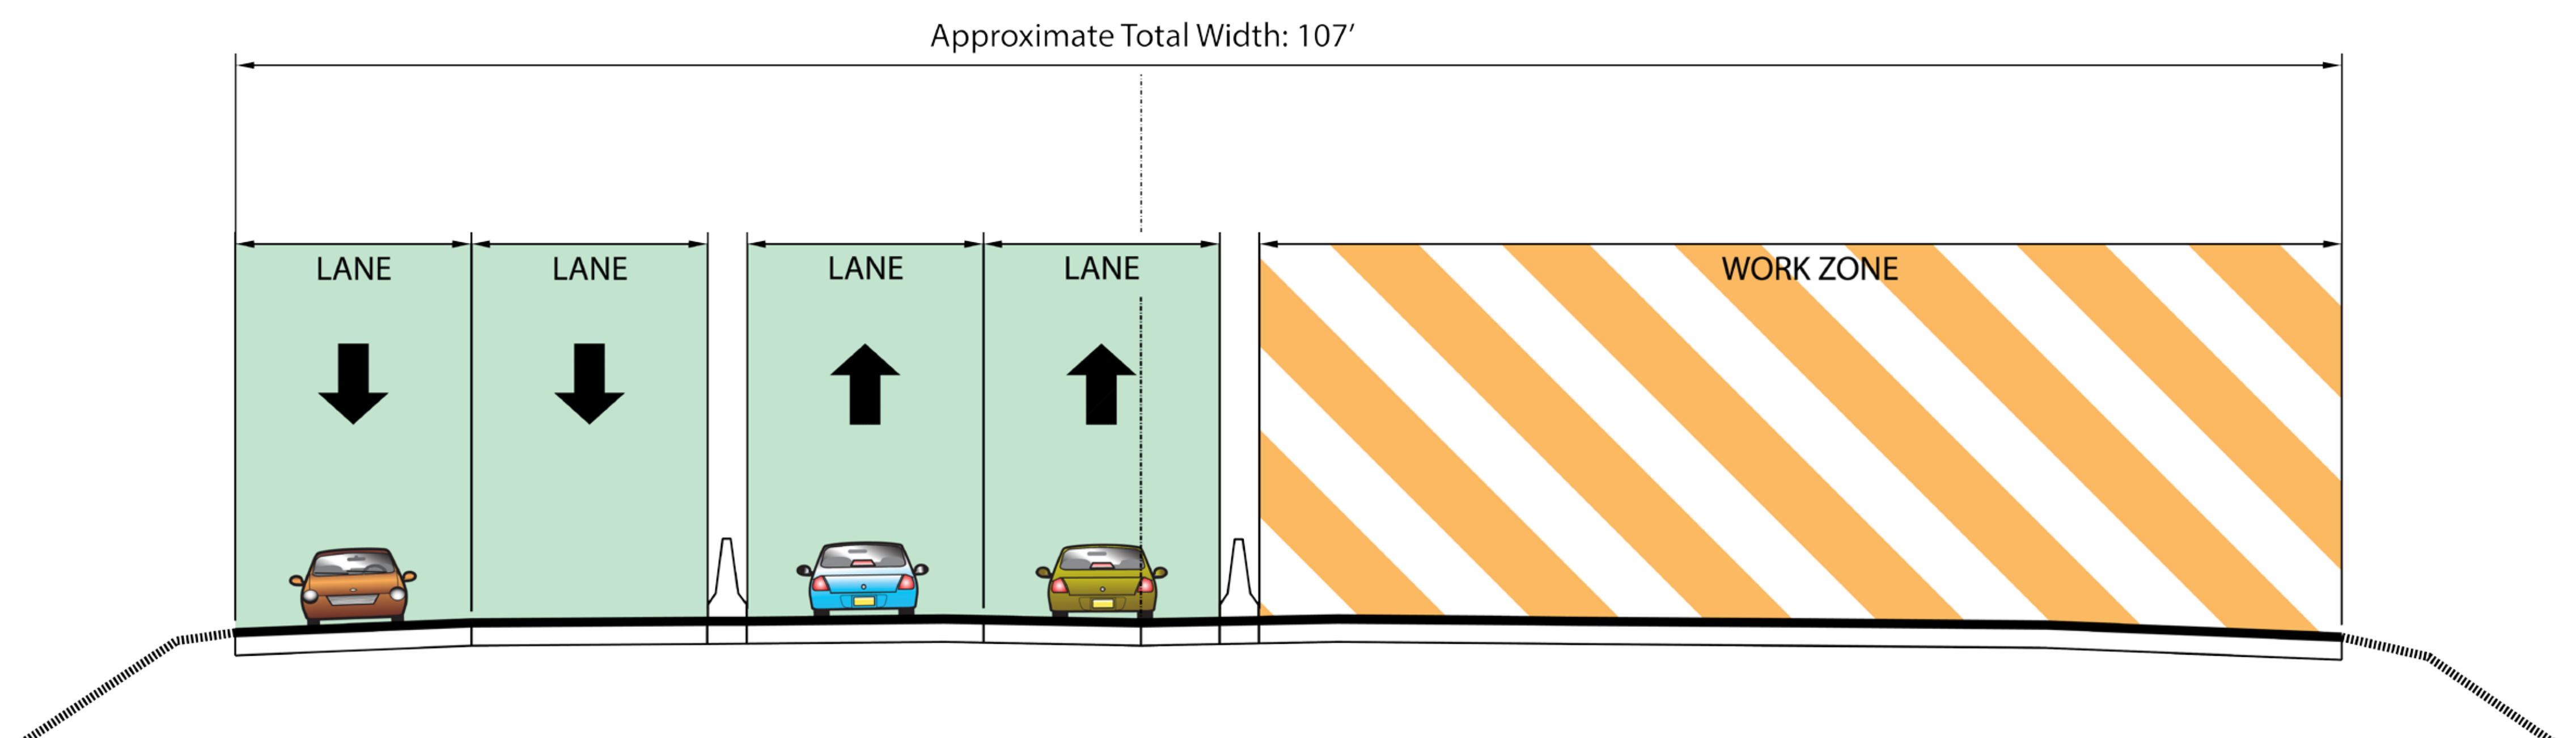 Approximate Total Width: 107′
LANE LANE LANE LANE WORK ZONE